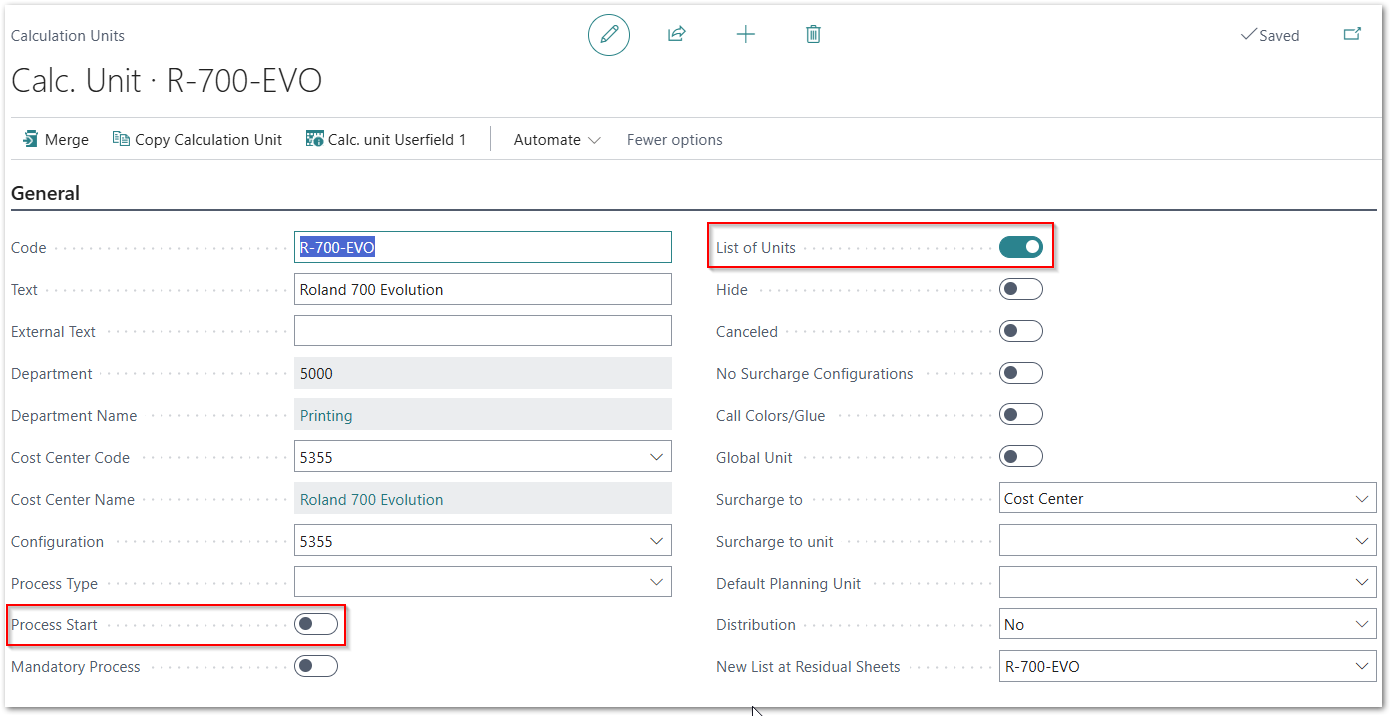 Calculation Units
Saved
Calc. Unit · R-700-EVO
Merge
Copy Calculation Unit
Calc. unit Userfield 1
Automate
Fewer options
General
Code
R-700-EVO
Text
Roland 700 Evolution
External Text
Department
5000
Department Name
Printing
Cost Center Code
5355
Cost Center Name
Roland 700 Evolution
Configuration
5355
Process Type
Process Start
Mandatory Process
List of Units
Hide
Canceled
No Surcharge Configurations
Call Colors/Glue
Global Unit
Surcharge to
Cost Center
Surcharge to unit
Default Planning Unit
Distribution
No
New List at Residual Sheets
R-700-EVO